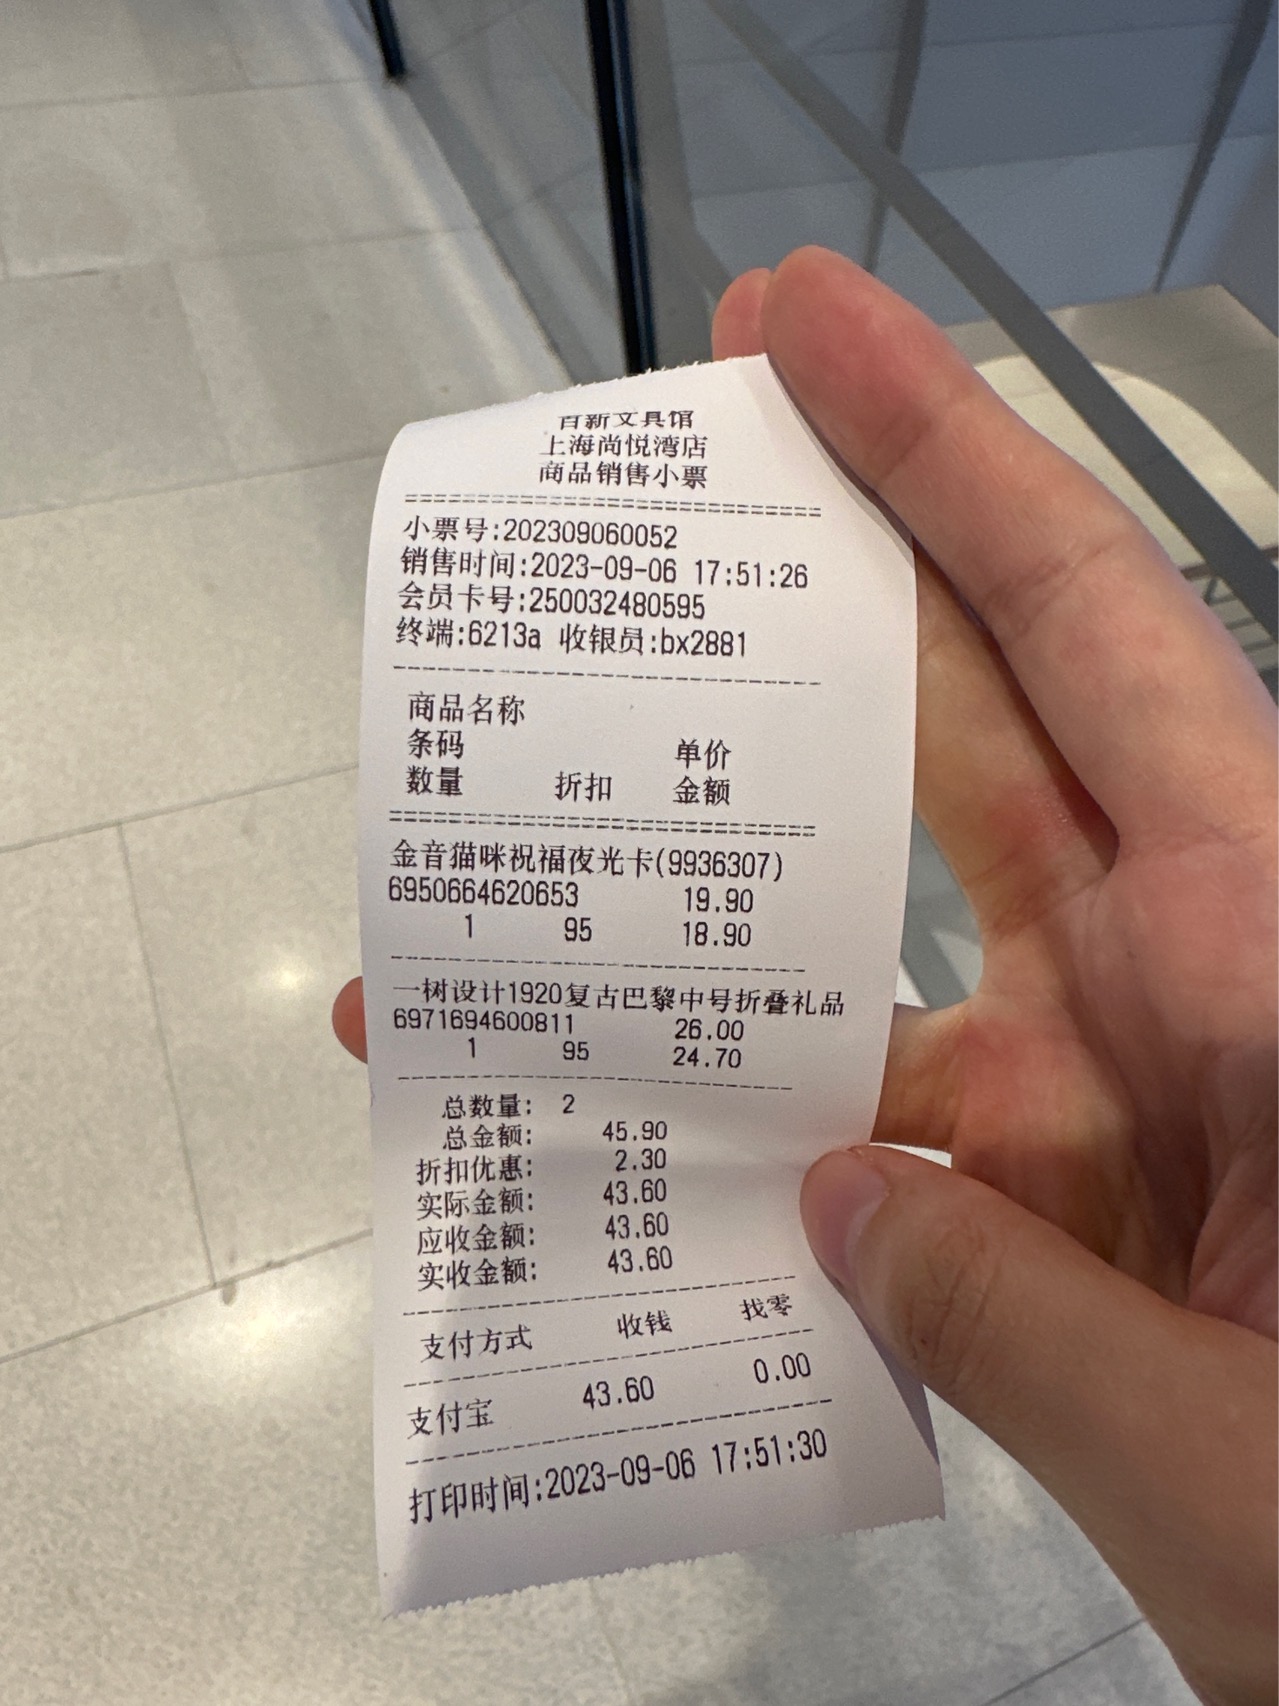 百新文具馆
上海尚悦湾店
商品销售小票
小票号:202309060052
销售时间:2023-09-06 17:51:26
会员卡号:250032480595
终端:6213a 收银员:bx2881
商品名称
条码 单价
数量 折扣 金额
金音猫咪祝福夜光卡(9936307)
6950664620653 19.90
1 95 18.90
一树设计1920复古巴黎中号折叠礼品
6971694600811 26.00
1 95 24.70
总数量: 2
总金额: 45.90
折扣优惠: 2.30
实际金额: 43.60
应收金额: 43.60
实收金额: 43.60
支付方式 收钱 找零
支付宝 43.60 0.00
打印时间:2023-09-06 17:51:30